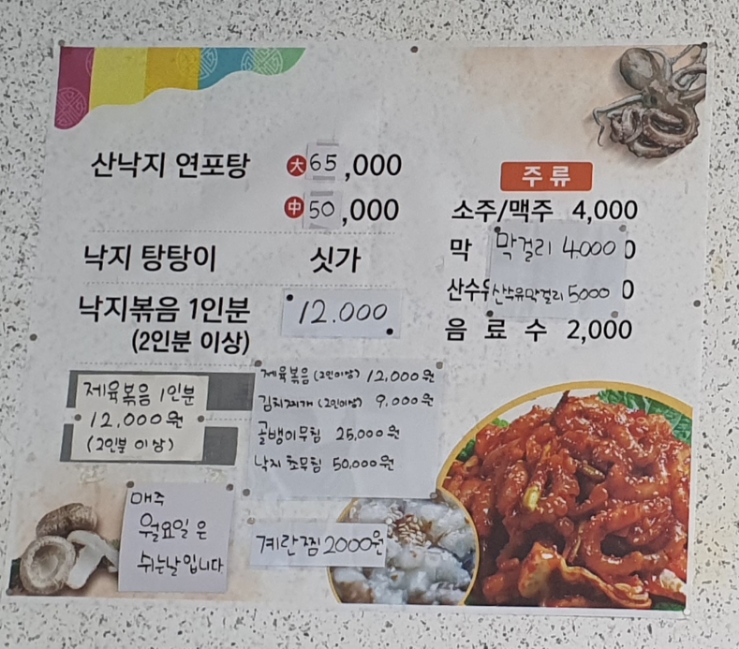 산낙지 연포탕 大 65,000
中 50,000
낙지 탕탕이 싯가
낙지볶음 1인분 12.000
(2인분 이상)
제육볶음 1인분
12,000원
(2인분 이상)
제육볶음 (2인이상) 12,000원
김치찌개 (2인이상) 9,000원
골뱅이무침 25,000원
낙지 초무침 50,000원
매주
월요일은
쉬는날입니다
계란찜 2000원
주류
소주/맥주 4,000
막 막걸리 4000 0
산수유 산수유막걸리 5000 0
음료수 2,000